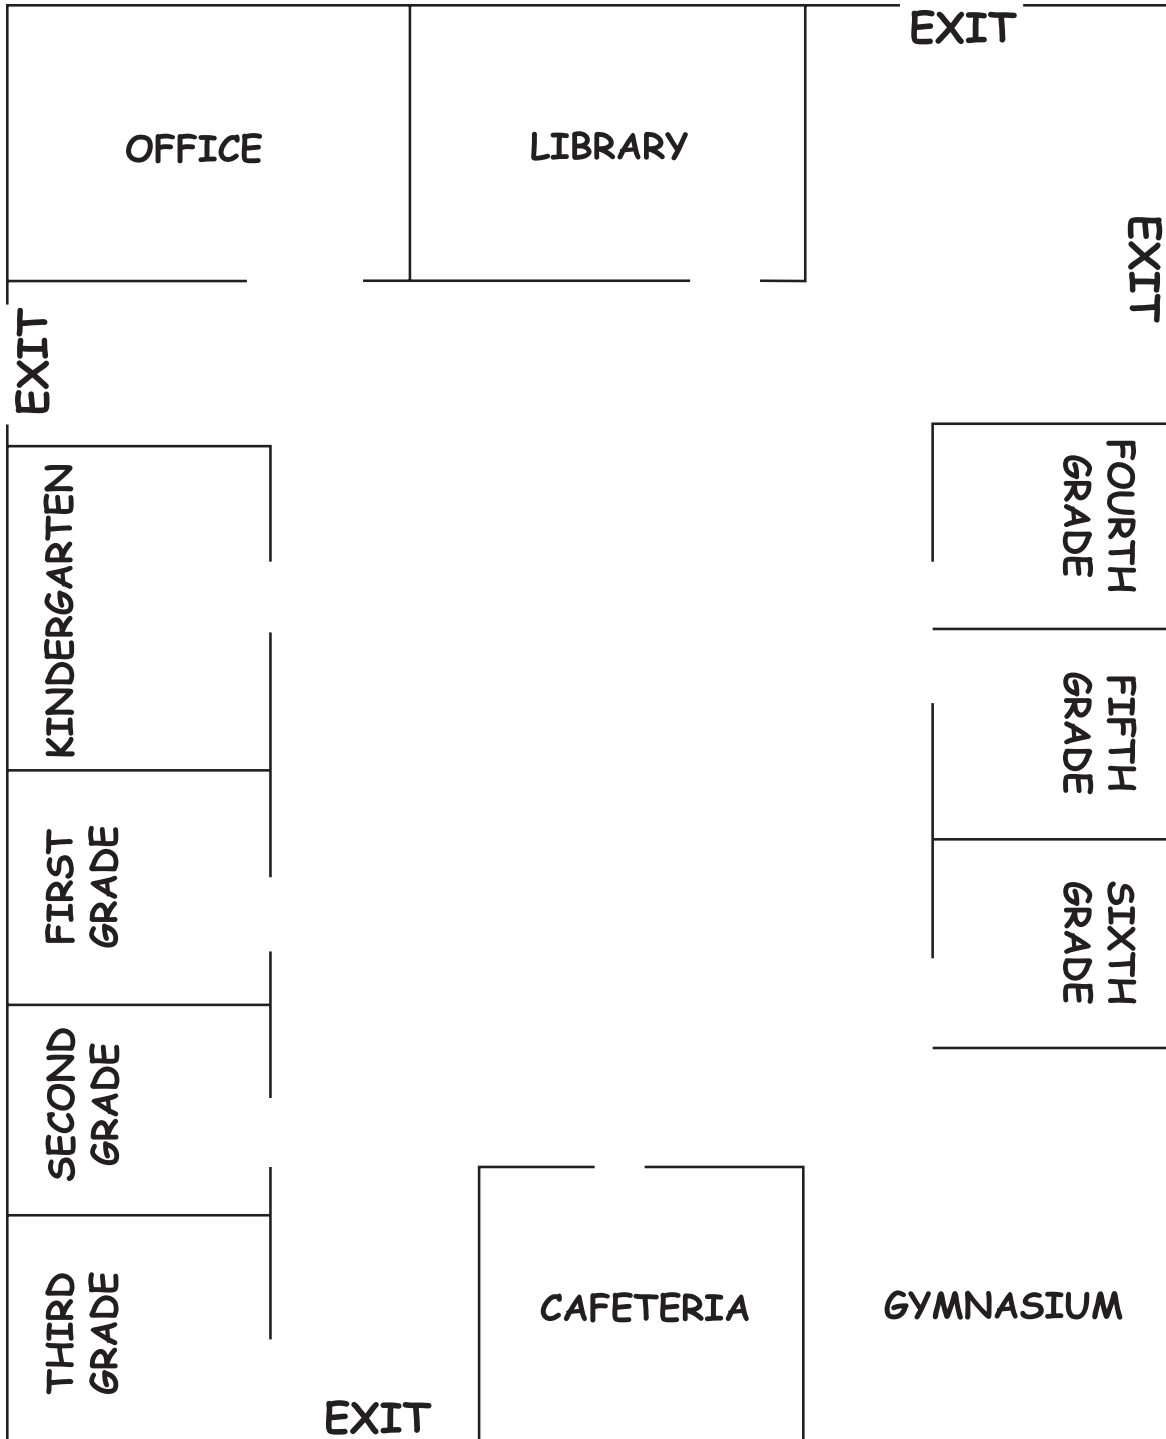 EXIT
OFFICE
LIBRARY
EXIT
EXIT
KINDERGARTEN
FOURTH
GRADE
FIFTH
GRADE
FIRST
GRADE
SIXTH
GRADE
SECOND
GRADE
THIRD
GRADE
CAFETERIA
GYMNASIUM
EXIT